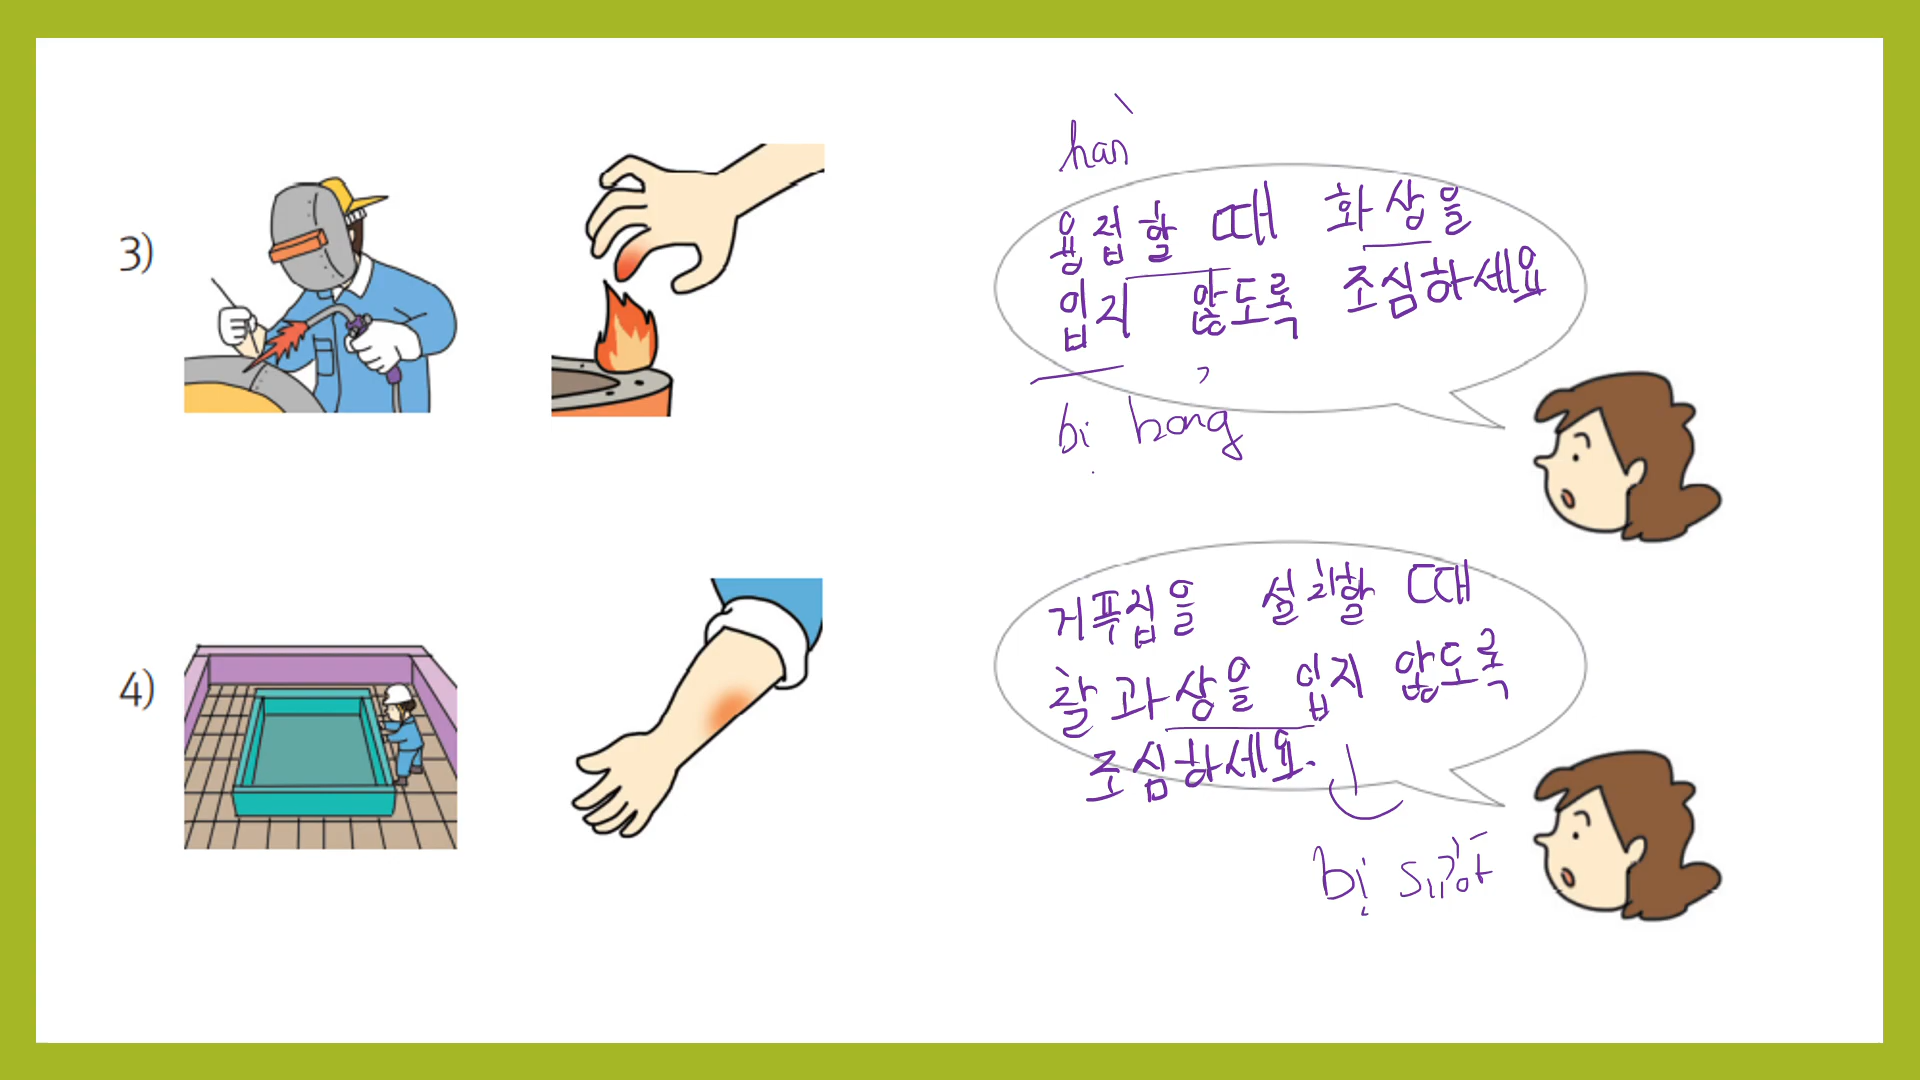 3)
hàn
용접할 때 화상을
입지 않도록 조심하세요
bi bong
4)
거푸집을 설치할 때
찰과상을 입지 않도록
조심하세요.
bị